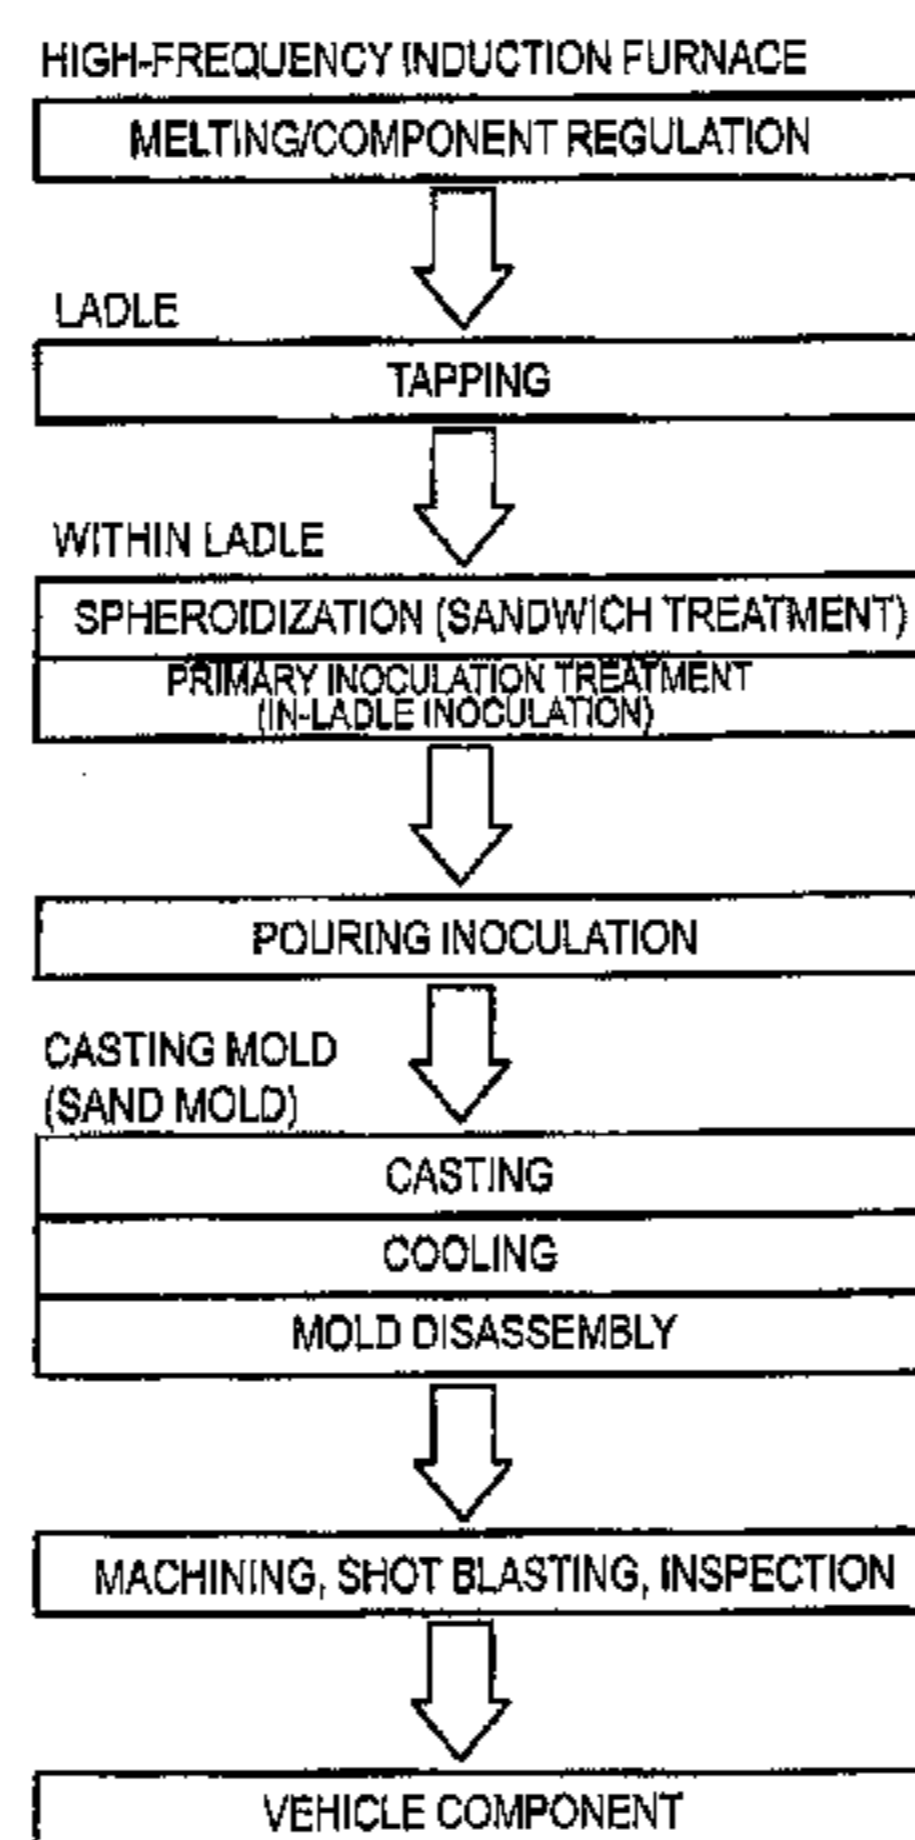 HIGH-FREQUENCY INDUCTION FURNACE
MELTING/COMPONENT REGULATION
LADLE
TAPPING
WITHIN LADLE
SPHEROIDIZATION (SANDWICH TREATMENT)
PRIMARY INOCULATION TREATMENT
(IN-LADLE INOCULATION)
POURING INOCULATION
CASTING MOLD
(SAND MOLD)
CASTING
COOLING
MOLD DISASSEMBLY
MACHINING, SHOT BLASTING, INSPECTION
VEHICLE COMPONENT